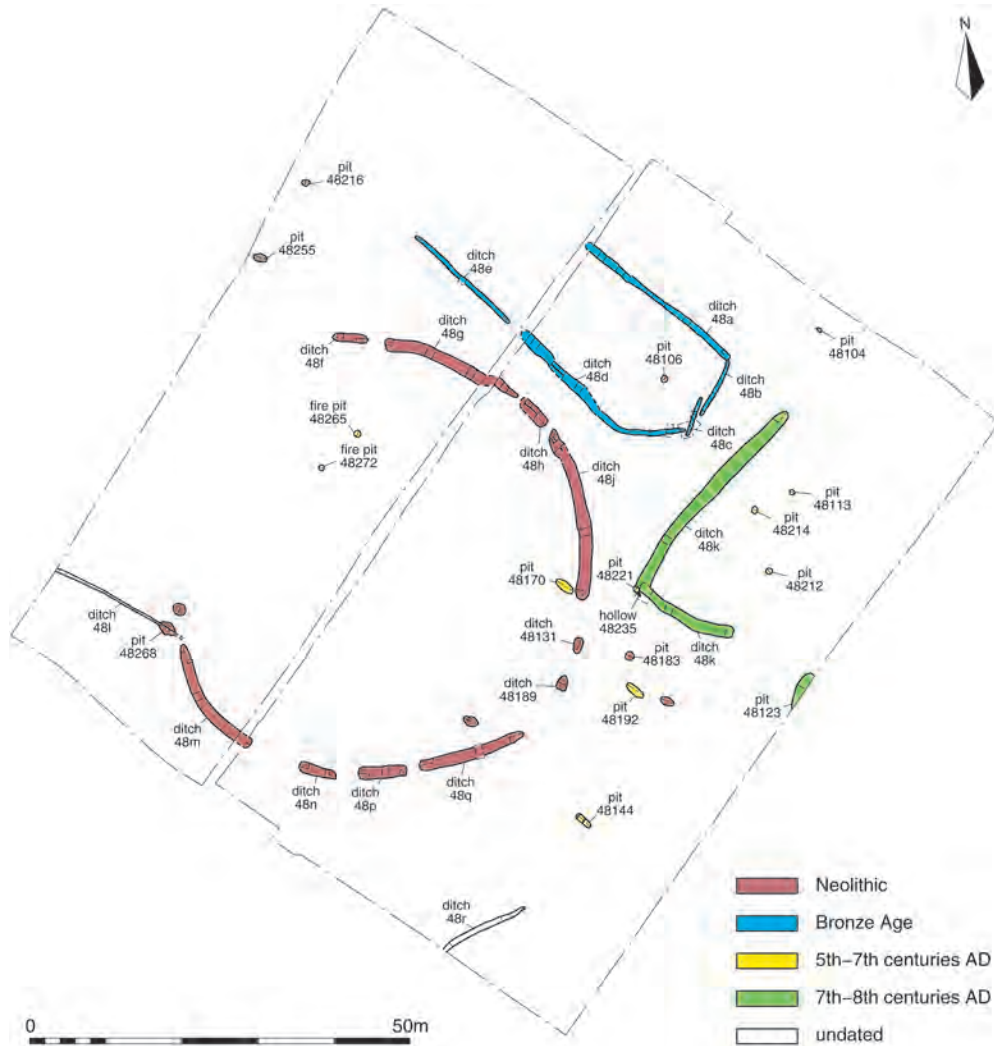 N
pit
48216
pit
48255
ditch
48e
ditch
48g
ditch
48f
ditch
48a
pit
48104
pit
48106
ditch
48d
ditch
48b
ditch
48c
fire pit
48265
fire pit
48272
ditch
48h
ditch
48j
pit
48113
pit
48214
ditch
48k
pit
48212
pit
48170
pit
48221
hollow
48235
ditch
48l
pit
48268
ditch
48131
pit
48183
ditch
48k
ditch
48189
pit
48192
pit
48123
ditch
48m
ditch
48n
ditch
48p
ditch
48q
pit
48144
ditch
48r
Neolithic
Bronze Age
5th–7th centuries AD
7th–8th centuries AD
undated
0
50m